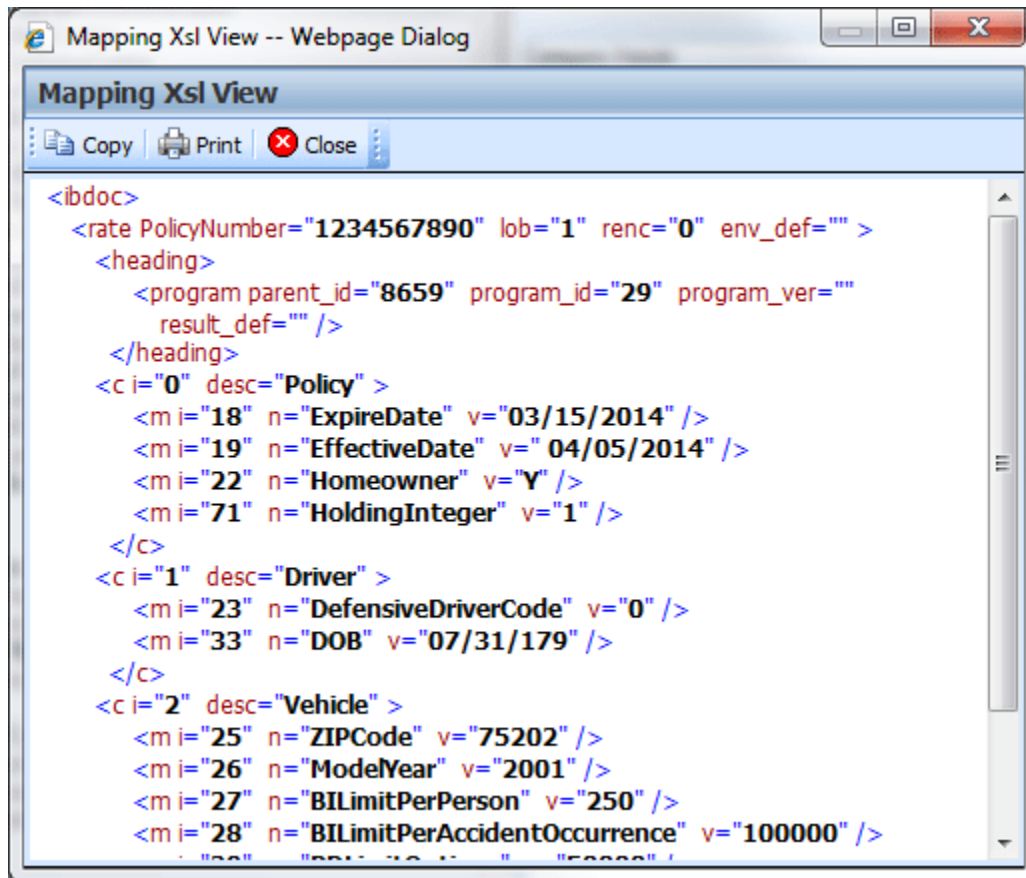 Mapping Xsl View -- Webpage Dialog
Mapping Xsl View
Copy Print Close
<ibdoc>
<rate PolicyNumber="1234567890" lob="1" renc="0" env_def="" >
<heading>
<program parent_id="8659" program_id="29" program_ver=""
result_def="" />
</heading>
<c i="0" desc="Policy" >
<m i="18" n="ExpireDate" v="03/15/2014" />
<m i="19" n="EffectiveDate" v=" 04/05/2014" />
<m i="22" n="Homeowner" v="Y" />
<m i="71" n="HoldingInteger" v="1" />
</c>
<c i="1" desc="Driver" >
<m i="23" n="DefensiveDriverCode" v="0" />
<m i="33" n="DOB" v="07/31/179" />
</c>
<c i="2" desc="Vehicle" >
<m i="25" n="ZIPCode" v="75202" />
<m i="26" n="ModelYear" v="2001" />
<m i="27" n="BILimitPerPerson" v="250" />
<m i="28" n="BILimitPerAccidentOccurrence" v="100000" />